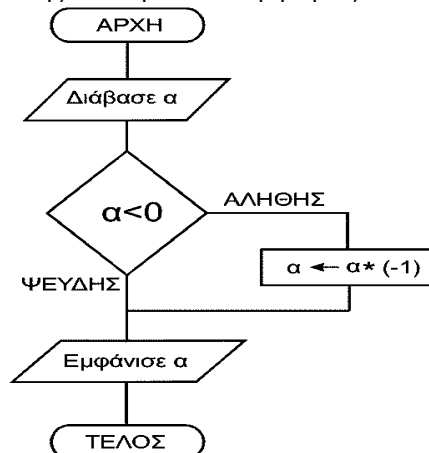 ΑΡΧΗ
Διάβασε α
α<0
ΑΛΗΘΗΣ
α ← α* (-1)
ΨΕΥΔΗΣ
Εμφάνισε α
ΤΕΛΟΣ